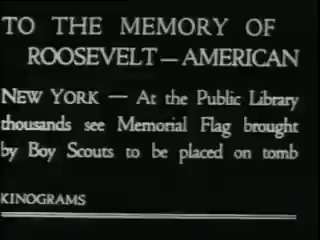 TO THE MEMORY OF
ROOSEVELT — AMERICAN
NEW YORK — At the Public Library
thousands see Memorial Flag brought
by Boy Scouts to be placed on tomb
KINOGRAMS